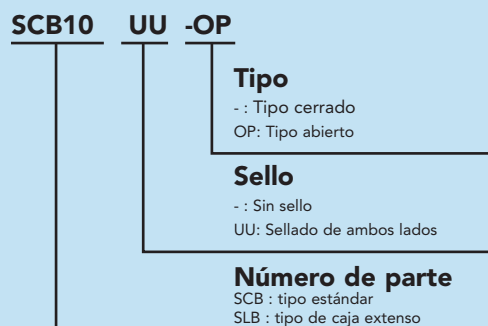 SCB10 UU -OP
Tipo
- : Tipo cerrado
OP: Tipo abierto
Sello
- : Sin sello
UU: Sellado de ambos lados
Número de parte
SCB : tipo estándar
SLB : tipo de caja extenso